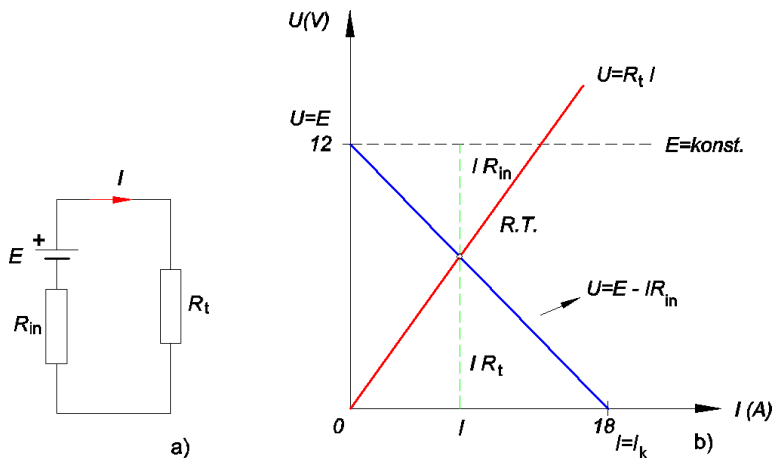 I
+
E
R_in
R_t
a)
U(V)
U=R_t I
U=E
12
E=konst.
I R_in
R.T.
U=E - IR_in
I R_t
0
I
18
I (A)
I=I_k
b)